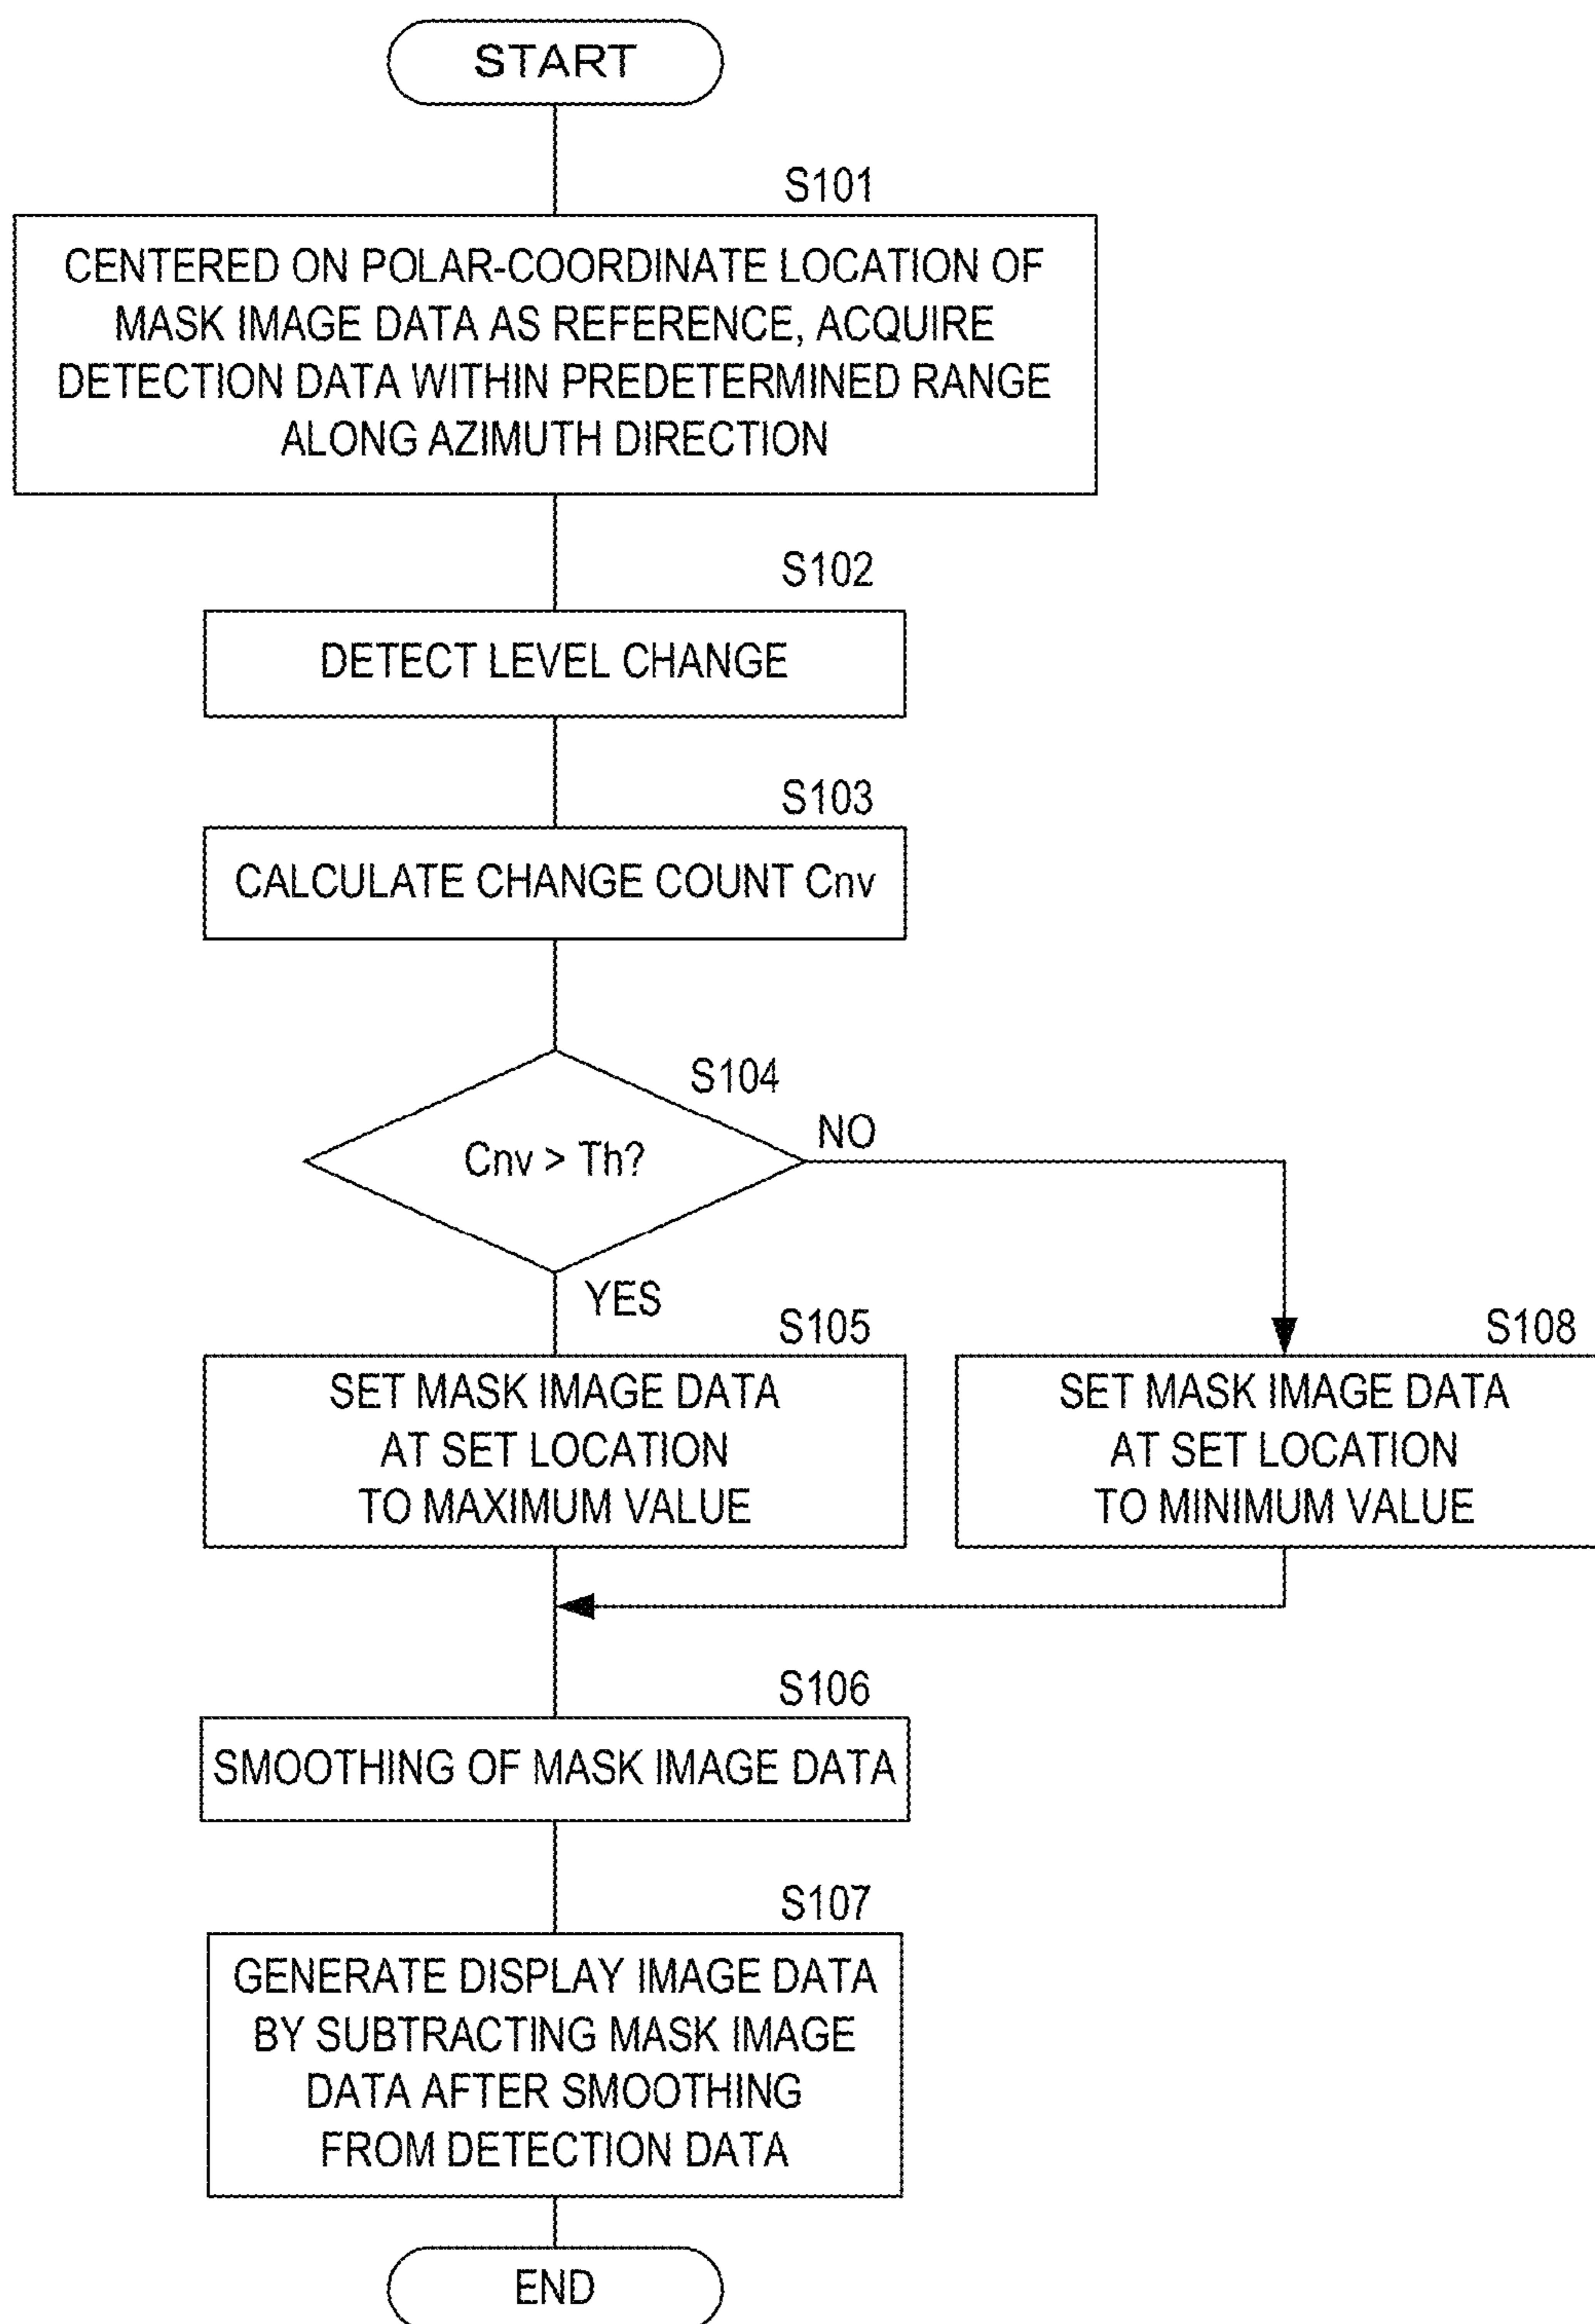 START
S101
CENTERED ON POLAR-COORDINATE LOCATION OF
MASK IMAGE DATA AS REFERENCE, ACQUIRE
DETECTION DATA WITHIN PREDETERMINED RANGE
ALONG AZIMUTH DIRECTION
S102
DETECT LEVEL CHANGE
S103
CALCULATE CHANGE COUNT Cnv
S104
Cnv > Th?
NO
YES
S105
SET MASK IMAGE DATA
AT SET LOCATION
TO MAXIMUM VALUE
S108
SET MASK IMAGE DATA
AT SET LOCATION
TO MINIMUM VALUE
S106
SMOOTHING OF MASK IMAGE DATA
S107
GENERATE DISPLAY IMAGE DATA
BY SUBTRACTING MASK IMAGE
DATA AFTER SMOOTHING
FROM DETECTION DATA
END